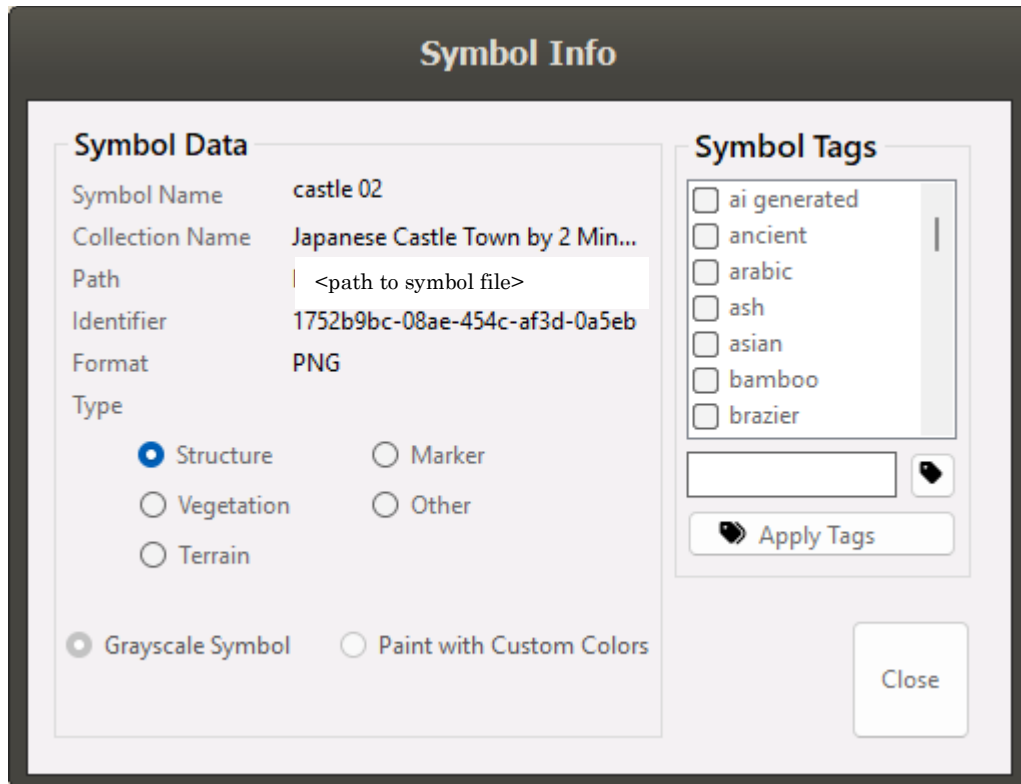 Symbol Info
Symbol Data
Symbol Name castle 02
Collection Name Japanese Castle Town by 2 Min...
Path <path to symbol file>
Identifier 1752b9bc-08ae-454c-af3d-0a5eb
Format PNG
Type
Structure Marker
Vegetation Other
Terrain
Grayscale Symbol Paint with Custom Colors
Symbol Tags
ai generated
ancient
arabic
ash
asian
bamboo
brazier
Apply Tags
Close